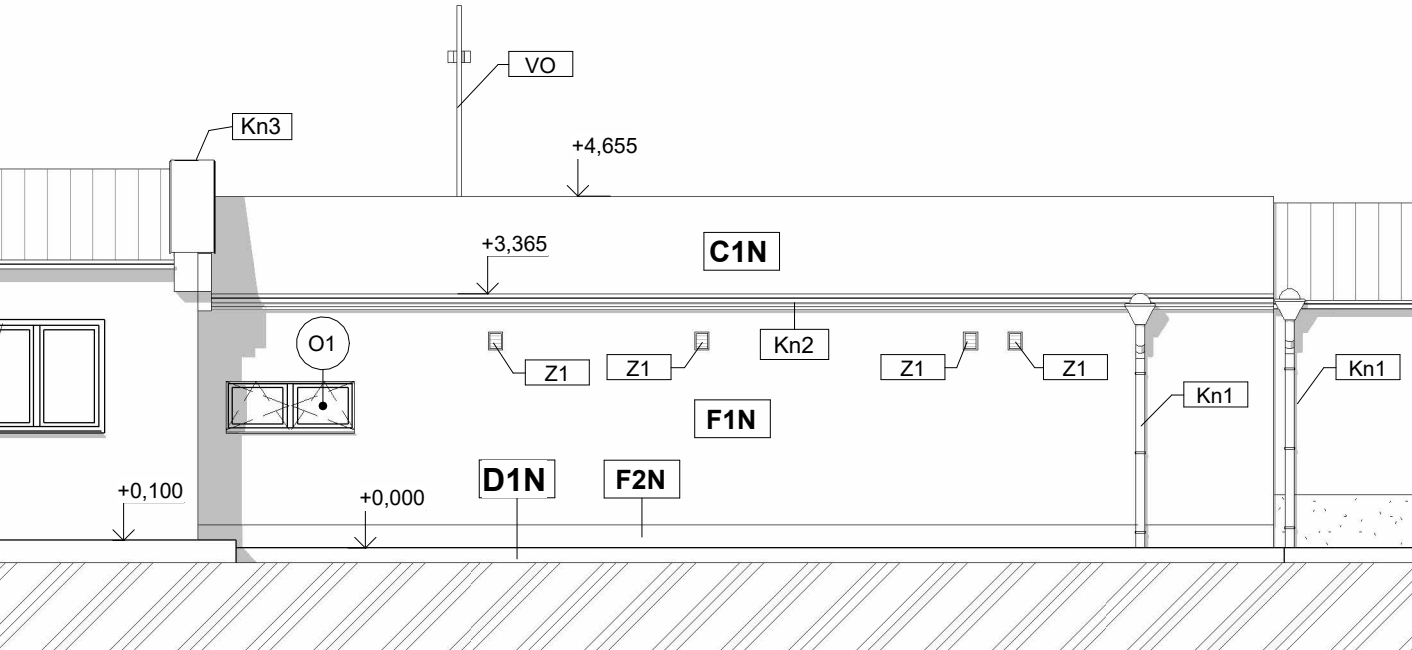 VO
Kn3
+4,655
+3,365
C1N
O1
Z1
Z1
Kn2
Z1
Z1
Kn1
Kn1
F1N
D1N
F2N
+0,100
+0,000